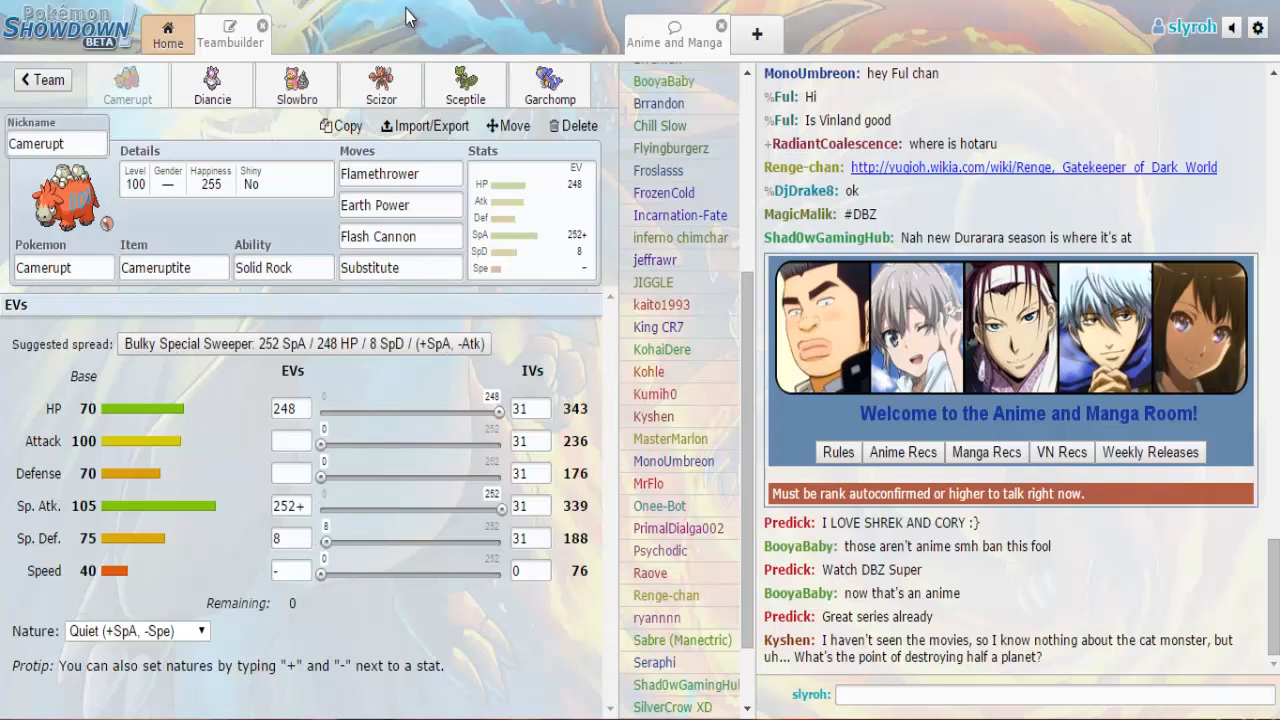 Pokémon
SHOWDOWN
BETA
Home
Teambuilder
Anime and Manga
+
slyroh
Team
Camerupt
Diancie
Slowbro
Scizor
Sceptile
Garchomp
Copy
Import/Export
Move
Delete
Nickname
Camerupt
Details
Level
100
Gender
—
Happiness
255
Shiny
No
Moves
Flamethrower
Earth Power
Flash Cannon
Substitute
Stats
EV
HP 248
Atk
Def
SpA 252+
SpD 8
Spe -
Pokemon
Camerupt
Item
Cameruptite
Ability
Solid Rock
EVs
Suggested spread: Bulky Special Sweeper: 252 SpA / 248 HP / 8 SpD / (+SpA, -Atk)
Base EVs IVs
HP 70 248 0 248 31 343
Attack 100 0 252 31 236
Defense 70 0 252 31 176
Sp. Atk. 105 252+ 0 252 31 339
Sp. Def. 75 8 8 252 31 188
Speed 40 - 0 252 0 76
Remaining: 0
Nature: Quiet (+SpA, -Spe)
Protip: You can also set natures by typing "+" and "-" next to a stat.
BooyaBaby
Brrandon
Chill Slow
Flyingburgerz
Froslasss
FrozenCold
Incarnation-Fate
inferno chimchar
jeffrawr
JIGGLE
kaito1993
King CR7
KohaiDere
Kohle
Kumih0
Kyshen
MasterMarlon
MonoUmbreon
MrFlo
Onee-Bot
PrimalDialga002
Psychodic
Raove
Renge-chan
ryannnn
Sabre (Manectric)
Seraphi
Shad0wGamingHub
SilverCrow XD
MonoUmbreon: hey Ful chan
%Ful: Hi
%Ful: Is Vinland good
+RadiantCoalescence: where is hotaru
Renge-chan: http://yugioh.wikia.com/wiki/Renge,_Gatekeeper_of_Dark_World
%DjDrake8: ok
MagicMalik: #DBZ
Shad0wGamingHub: Nah new Durarara season is where it's at
Welcome to the Anime and Manga Room!
Rules
Anime Recs
Manga Recs
VN Recs
Weekly Releases
Must be rank autoconfirmed or higher to talk right now.
Predick: I LOVE SHREK AND CORY :}
BooyaBaby: those aren't anime smh ban this fool
Predick: Watch DBZ Super
BooyaBaby: now that's an anime
Predick: Great series already
Kyshen: I haven't seen the movies, so I know nothing about the cat monster, but
uh... What's the point of destroying half a planet?
slyroh: